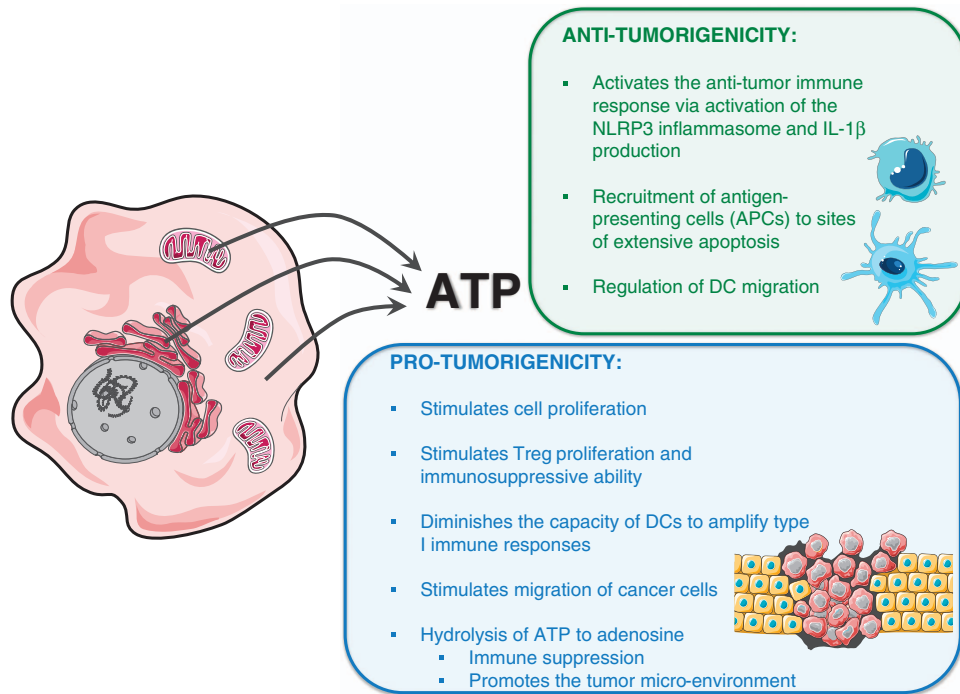 ANTI-TUMORIGENICITY:
▪ Activates the anti-tumor immune
response via activation of the
NLRP3 inflammasome and IL-1β
production
▪ Recruitment of antigen-
presenting cells (APCs) to sites
of extensive apoptosis
▪ Regulation of DC migration
ATP
PRO-TUMORIGENICITY:
▪ Stimulates cell proliferation
▪ Stimulates Treg proliferation and
immunosuppressive ability
▪ Diminishes the capacity of DCs to amplify type
I immune responses
▪ Stimulates migration of cancer cells
▪ Hydrolysis of ATP to adenosine
▪ Immune suppression
▪ Promotes the tumor micro-environment